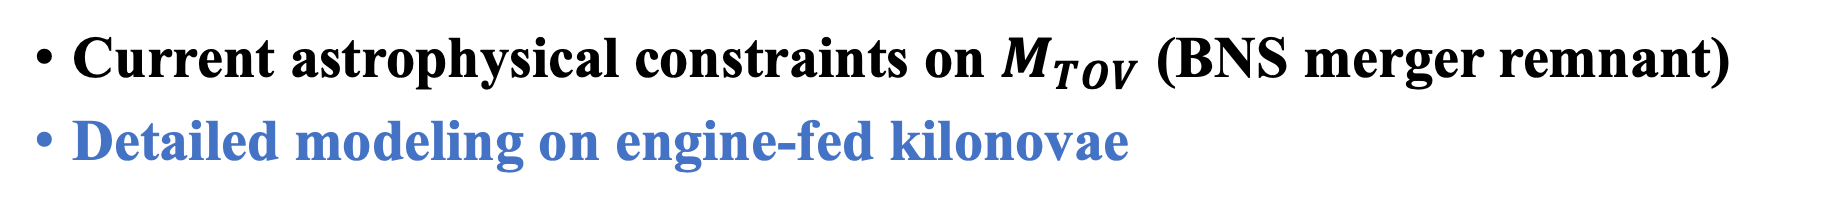 • Current astrophysical constraints on M_TOV (BNS merger remnant)
• Detailed modeling on engine-fed kilonovae